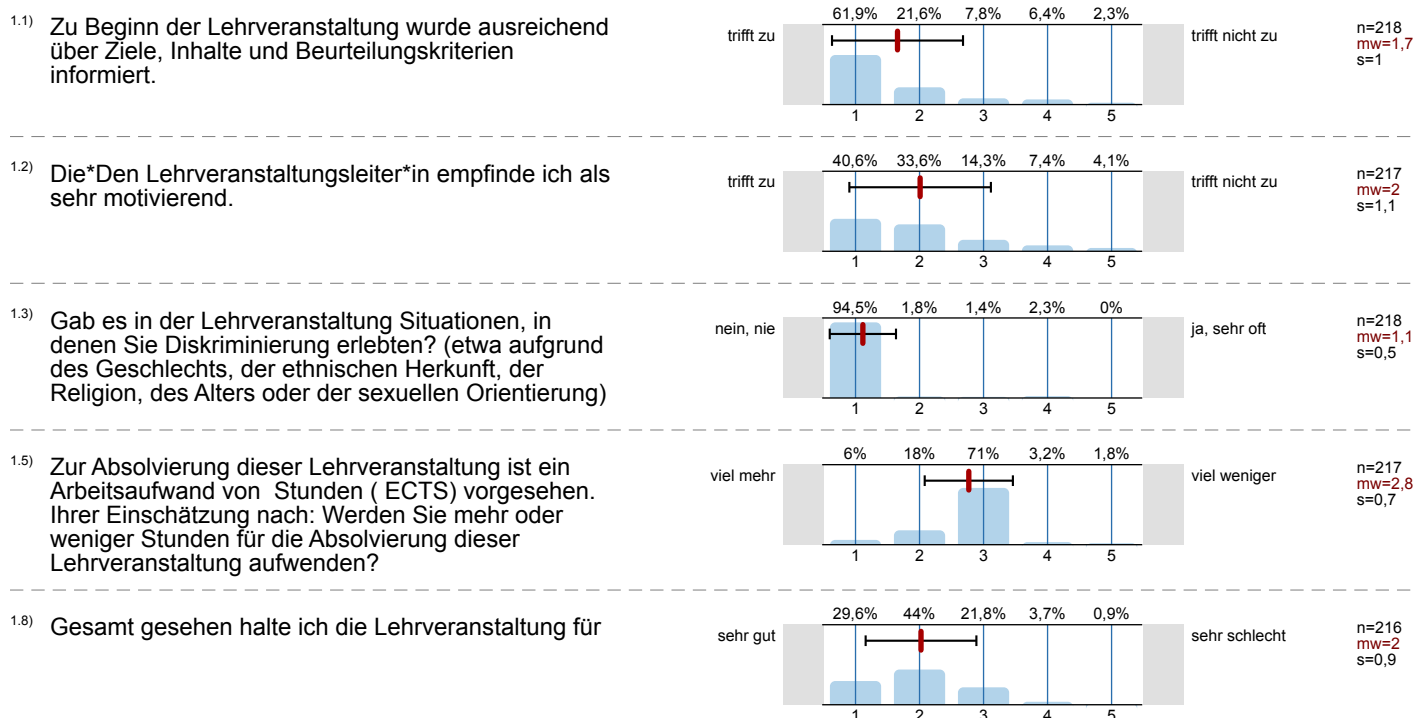 1.1) Zu Beginn der Lehrveranstaltung wurde ausreichend
über Ziele, Inhalte und Beurteilungskriterien
informiert.
61,9% 21,6% 7,8% 6,4% 2,3%
trifft zu
trifft nicht zu
1 2 3 4 5
n=218
mw=1,7
s=1
1.2) Die*Den Lehrveranstaltungsleiter*in empfinde ich als
sehr motivierend.
40,6% 33,6% 14,3% 7,4% 4,1%
trifft zu
trifft nicht zu
1 2 3 4 5
n=217
mw=2
s=1,1
1.3) Gab es in der Lehrveranstaltung Situationen, in
denen Sie Diskriminierung erlebten? (etwa aufgrund
des Geschlechts, der ethnischen Herkunft, der
Religion, des Alters oder der sexuellen Orientierung)
94,5% 1,8% 1,4% 2,3% 0%
nein, nie
ja, sehr oft
1 2 3 4 5
n=218
mw=1,1
s=0,5
1.5) Zur Absolvierung dieser Lehrveranstaltung ist ein
Arbeitsaufwand von Stunden ( ECTS) vorgesehen.
Ihrer Einschätzung nach: Werden Sie mehr oder
weniger Stunden für die Absolvierung dieser
Lehrveranstaltung aufwenden?
6% 18% 71% 3,2% 1,8%
viel mehr
viel weniger
1 2 3 4 5
n=217
mw=2,8
s=0,7
1.8) Gesamt gesehen halte ich die Lehrveranstaltung für
29,6% 44% 21,8% 3,7% 0,9%
sehr gut
sehr schlecht
1 2 3 4 5
n=216
mw=2
s=0,9